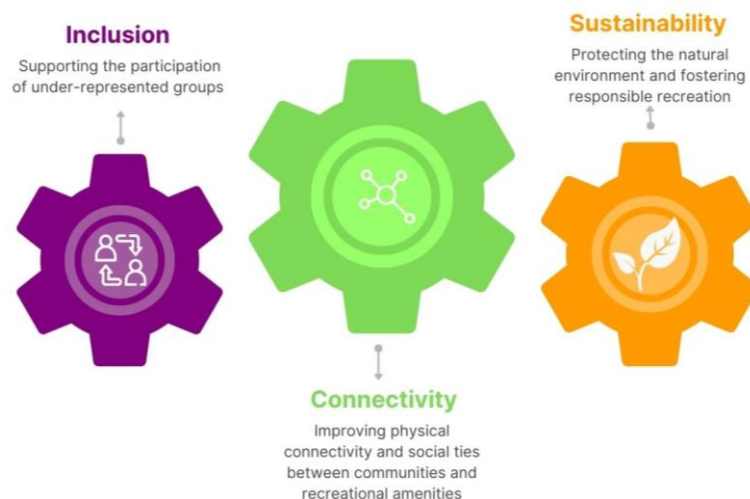 Inclusion
Supporting the participation
of under-represented groups
Sustainability
Protecting the natural
environment and fostering
responsible recreation
Connectivity
Improving physical
connectivity and social ties
between communities and
recreational amenities